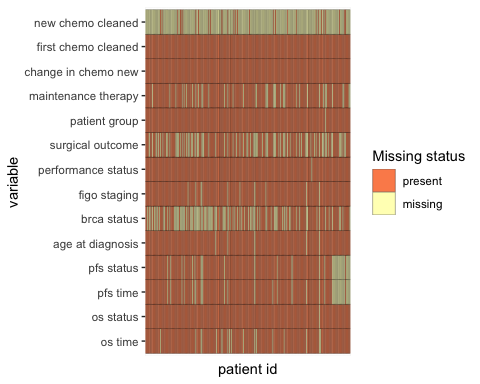 new chemo cleaned
first chemo cleaned
change in chemo new
maintenance therapy
patient group
surgical outcome
performance status
figo staging
brca status
age at diagnosis
pfs status
pfs time
os status
os time
variable
patient id
Missing status
present
missing